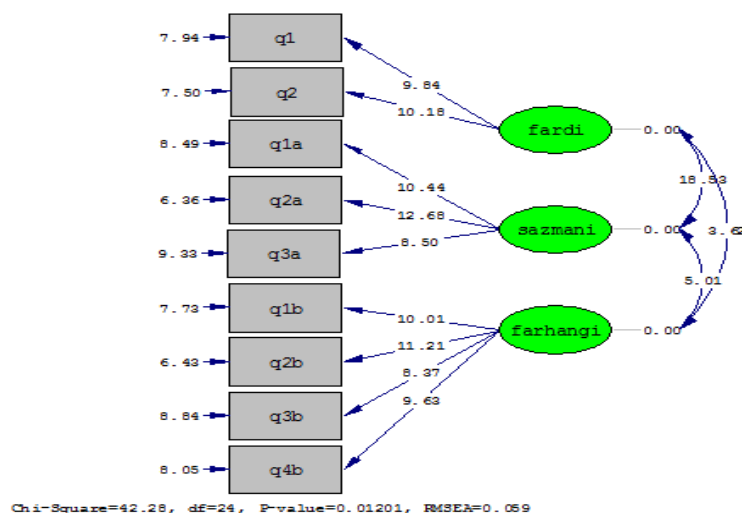 7.94 q1
9.84
7.50 q2
10.18
fardi 0.00
8.49 q1a
10.44
18.53
6.36 q2a
12.68
sazmani 0.00
3.62
8.50
9.33 q3a
5.01
7.73 q1b
10.01
farhangi 0.00
11.21
6.43 q2b
8.37
9.63
8.84 q3b
8.05 q4b
Chi-Square=42.28, df=24, P-value=0.01201, RMSEA=0.059